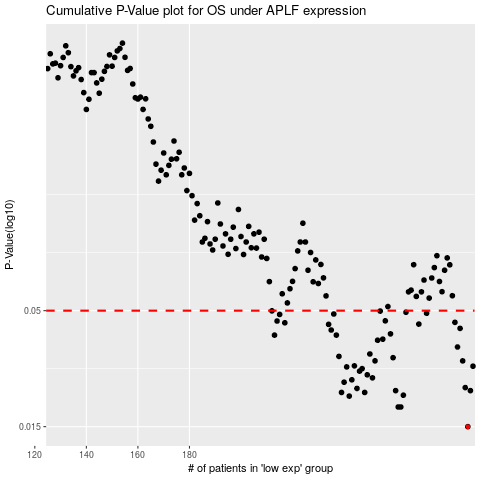 Cumulative P-Value plot for OS under APLF expression
P-Value(log10)
0.05
0.015
120 140 160 180
# of patients in 'low exp' group